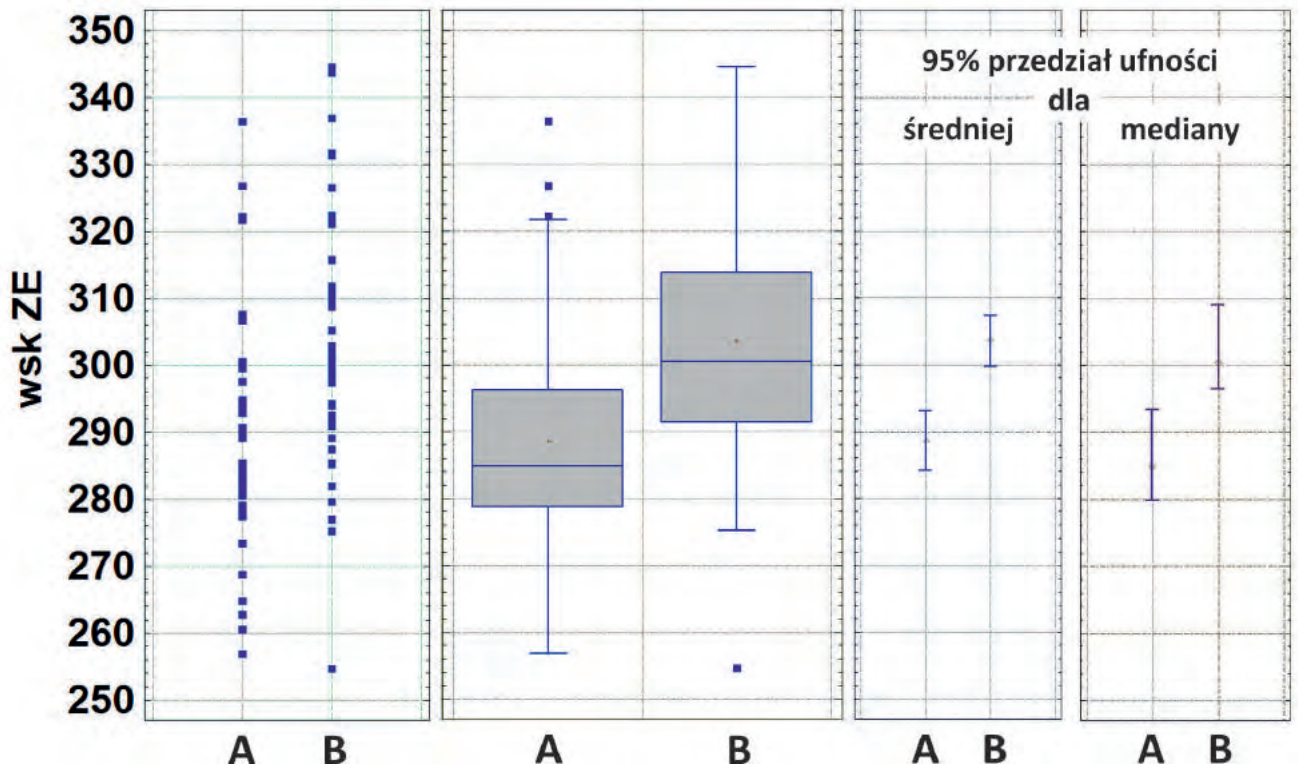 350
340
330
320
310
300
290
280
270
260
250
wsk ZE
95% przedział ufności
dla
średniej mediany
A B
A B
A B
A B